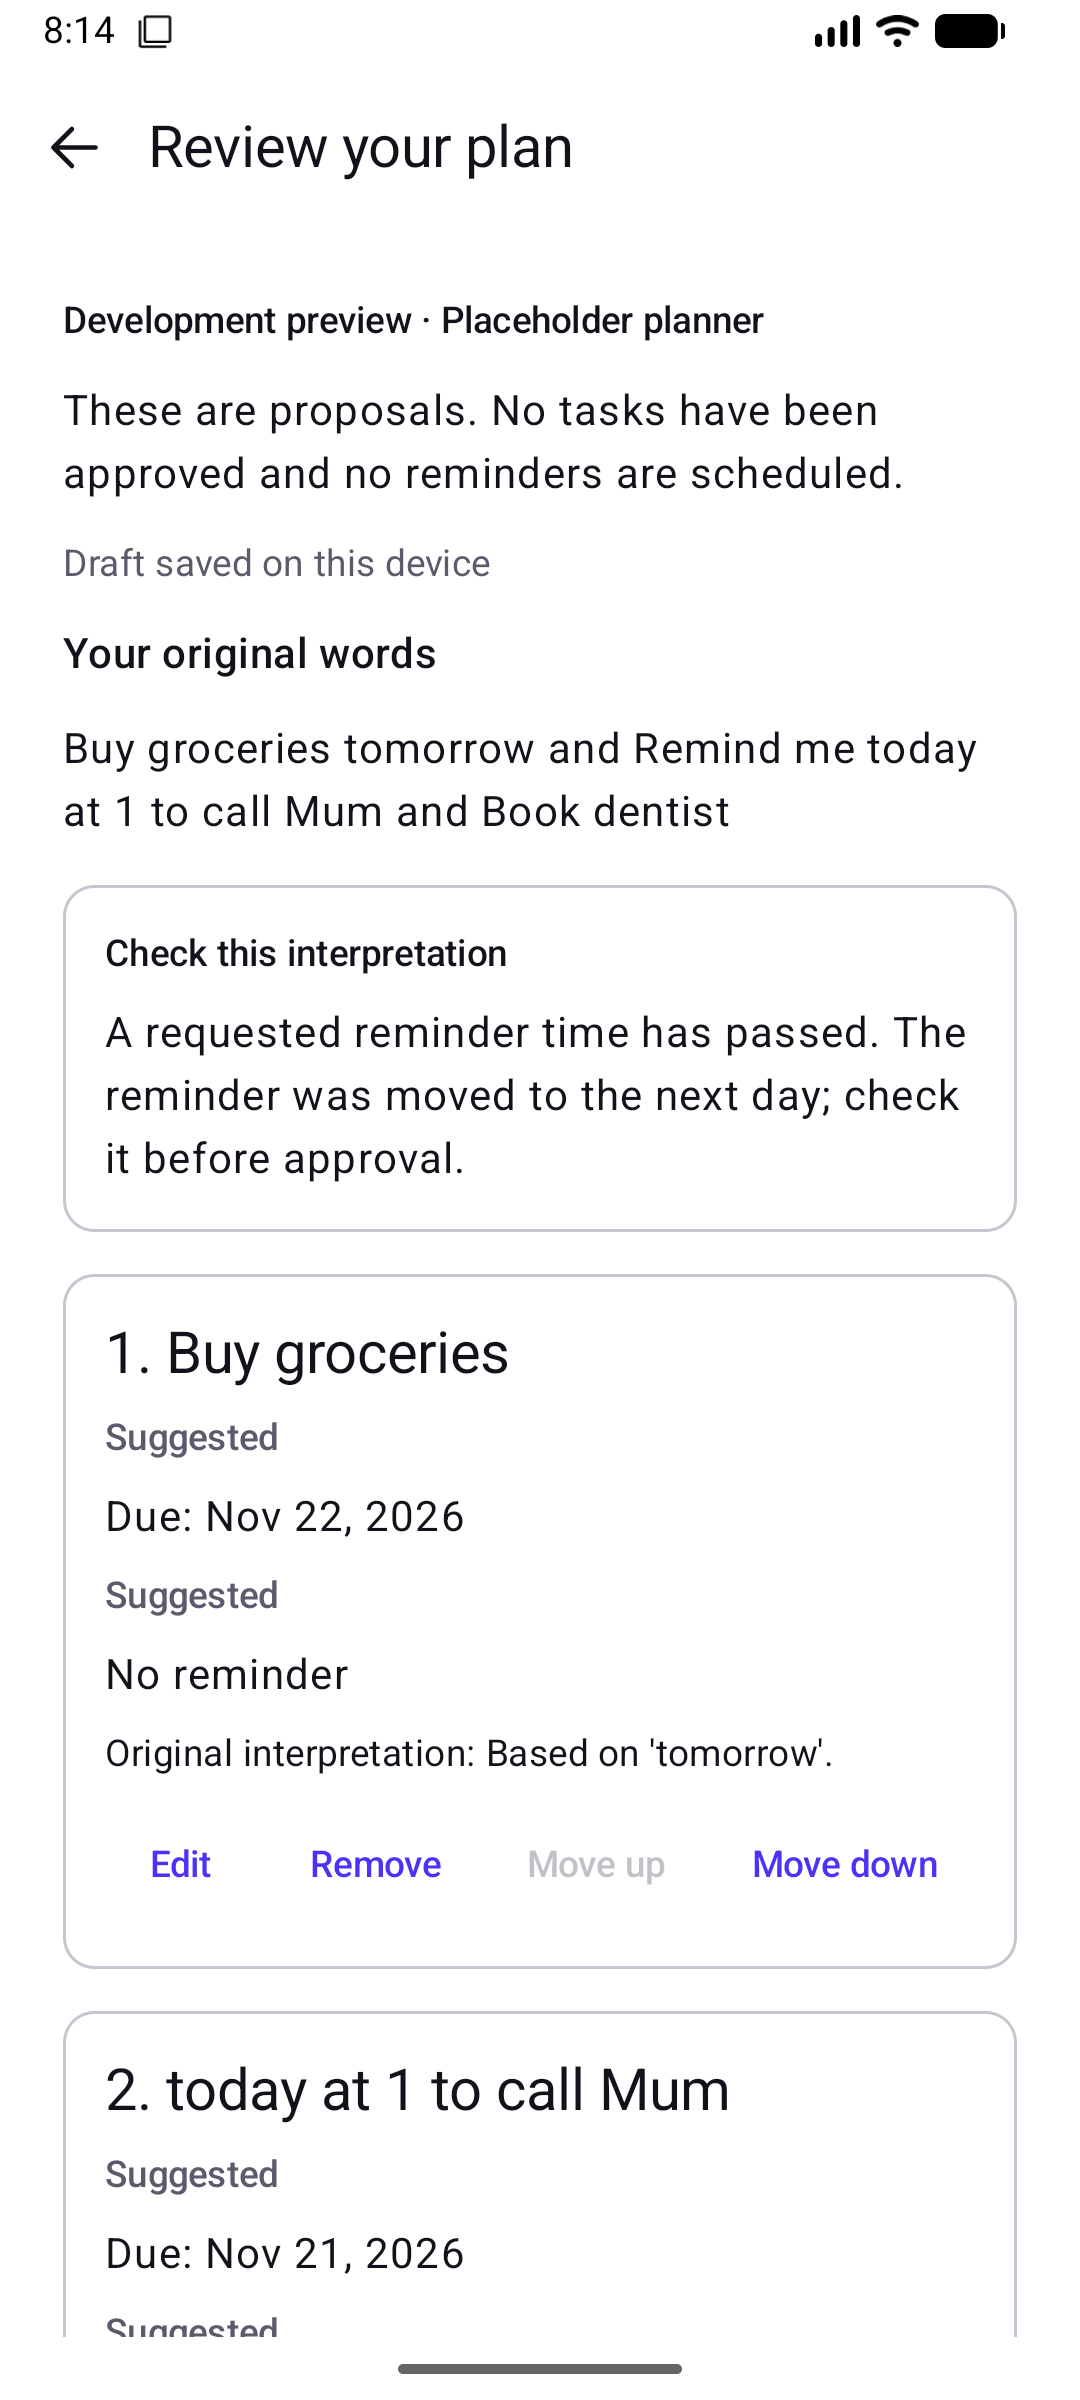 8:14
Review your plan
Development preview · Placeholder planner
These are proposals. No tasks have been
approved and no reminders are scheduled.
Draft saved on this device
Your original words
Buy groceries tomorrow and Remind me today
at 1 to call Mum and Book dentist
Check this interpretation
A requested reminder time has passed. The
reminder was moved to the next day; check
it before approval.
1. Buy groceries
Suggested
Due: Nov 22, 2026
Suggested
No reminder
Original interpretation: Based on 'tomorrow'.
Edit Remove Move up Move down
2. today at 1 to call Mum
Suggested
Due: Nov 21, 2026
Suggested